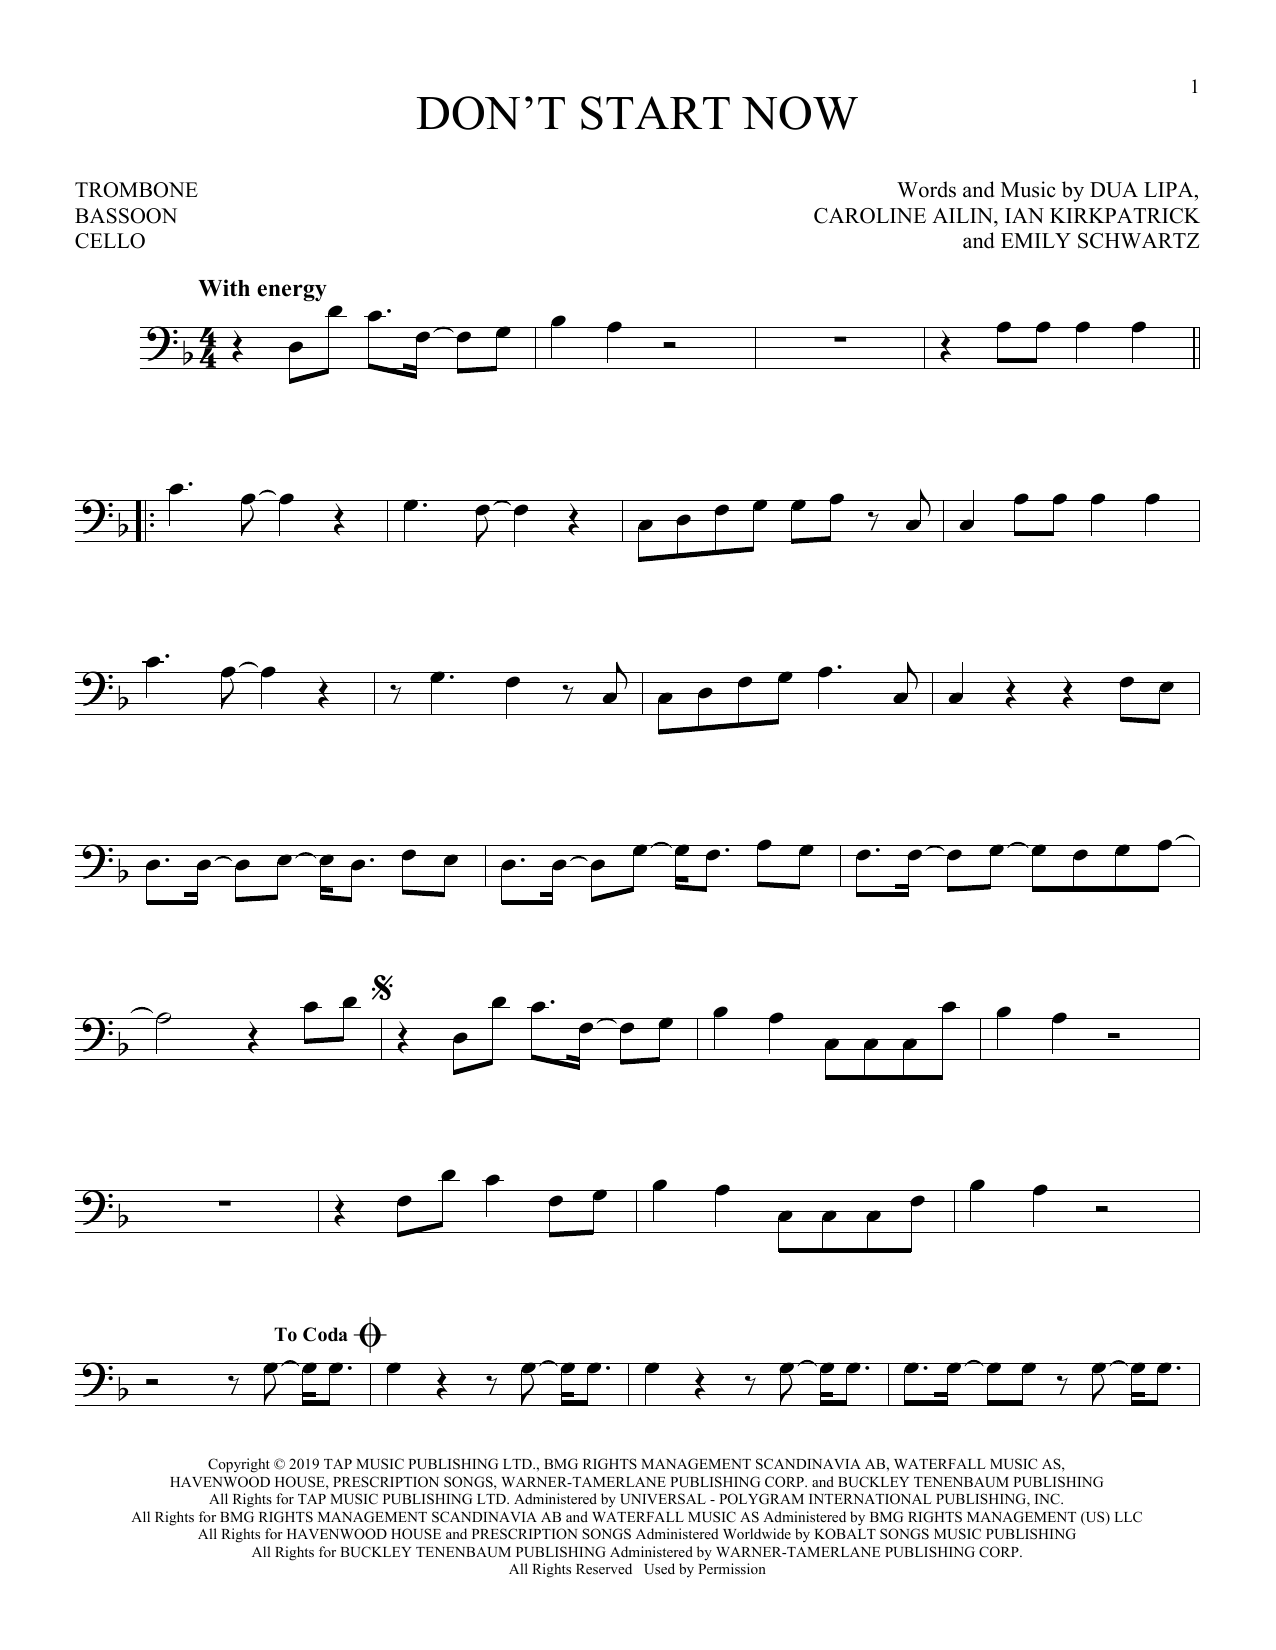 1
DON'T START NOW
TROMBONE
BASSOON
CELLO
Words and Music by DUA LIPA,
CAROLINE AILIN, IAN KIRKPATRICK
and EMILY SCHWARTZ
With energy
To Coda
Copyright © 2019 TAP MUSIC PUBLISHING LTD., BMG RIGHTS MANAGEMENT SCANDINAVIA AB, WATERFALL MUSIC AS,
HAVENWOOD HOUSE, PRESCRIPTION SONGS, WARNER-TAMERLANE PUBLISHING CORP. and BUCKLEY TENENBAUM PUBLISHING
All Rights for TAP MUSIC PUBLISHING LTD. Administered by UNIVERSAL - POLYGRAM INTERNATIONAL PUBLISHING, INC.
All Rights for BMG RIGHTS MANAGEMENT SCANDINAVIA AB and WATERFALL MUSIC AS Administered by BMG RIGHTS MANAGEMENT (US) LLC
All Rights for HAVENWOOD HOUSE and PRESCRIPTION SONGS Administered Worldwide by KOBALT SONGS MUSIC PUBLISHING
All Rights for BUCKLEY TENENBAUM PUBLISHING Administered by WARNER-TAMERLANE PUBLISHING CORP.
All Rights Reserved Used by Permission